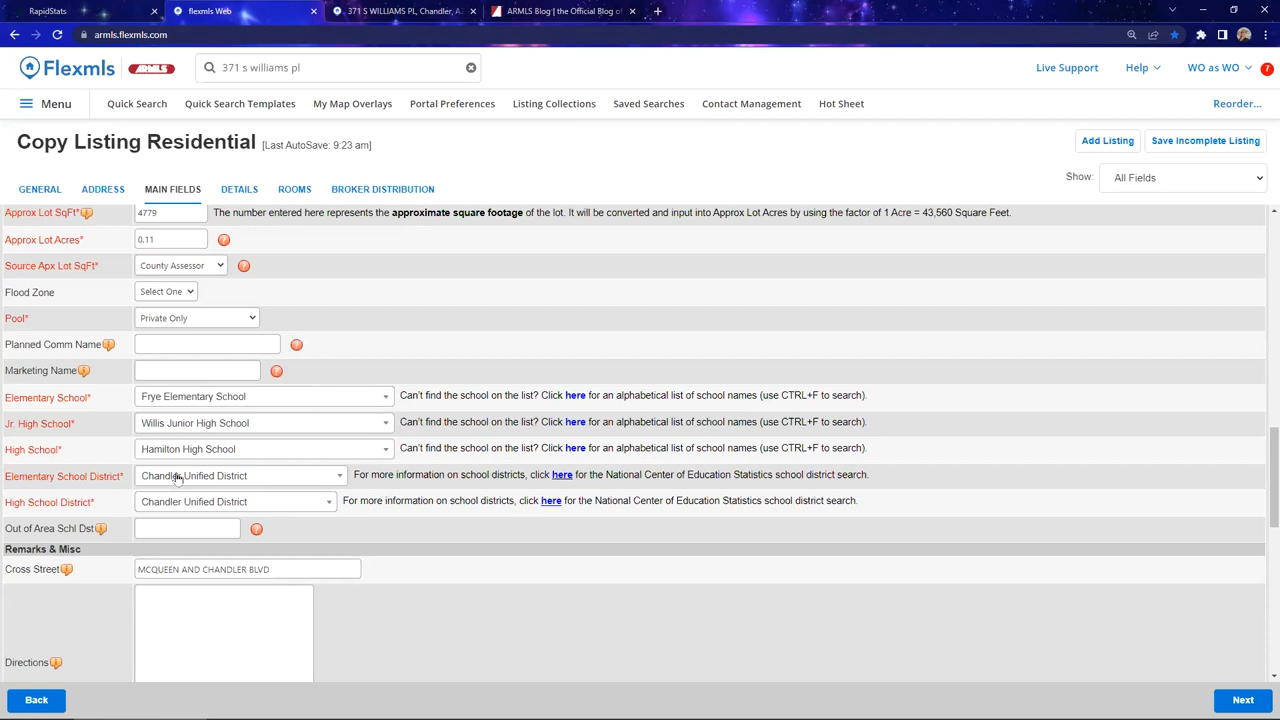 RapidStats
flexmls Web
371 S WILLIAMS PL, Chandler, AZ
ARMLS Blog | the Official Blog of
armls.flexmls.com
Flexmls ARMLS
371 s williams pl
Live Support Help WO as WO 7
Menu Quick Search Quick Search Templates My Map Overlays Portal Preferences Listing Collections Saved Searches Contact Management Hot Sheet Reorder...
Copy Listing Residential [Last AutoSave: 9:23 am]
Add Listing Save Incomplete Listing
Show: All Fields
GENERAL ADDRESS MAIN FIELDS DETAILS ROOMS BROKER DISTRIBUTION
Approx Lot SqFt* 4779 The number entered here represents the approximate square footage of the lot. It will be converted and input into Approx Lot Acres by using the factor of 1 Acre = 43,560 Square Feet.
Approx Lot Acres* 0.11
Source Apx Lot SqFt* County Assessor
Flood Zone Select One
Pool* Private Only
Planned Comm Name
Marketing Name
Elementary School* Frye Elementary School Can't find the school on the list? Click here for an alphabetical list of school names (use CTRL+F to search).
Jr. High School* Willis Junior High School Can't find the school on the list? Click here for an alphabetical list of school names (use CTRL+F to search).
High School* Hamilton High School Can't find the school on the list? Click here for an alphabetical list of school names (use CTRL+F to search).
Elementary School District* Chandler Unified District For more information on school districts, click here for the National Center of Education Statistics school district search.
High School District* Chandler Unified District For more information on school districts, click here for the National Center of Education Statistics school district search.
Out of Area Schl Dst
Remarks & Misc
Cross Street MCQUEEN AND CHANDLER BLVD
Directions
Back Next